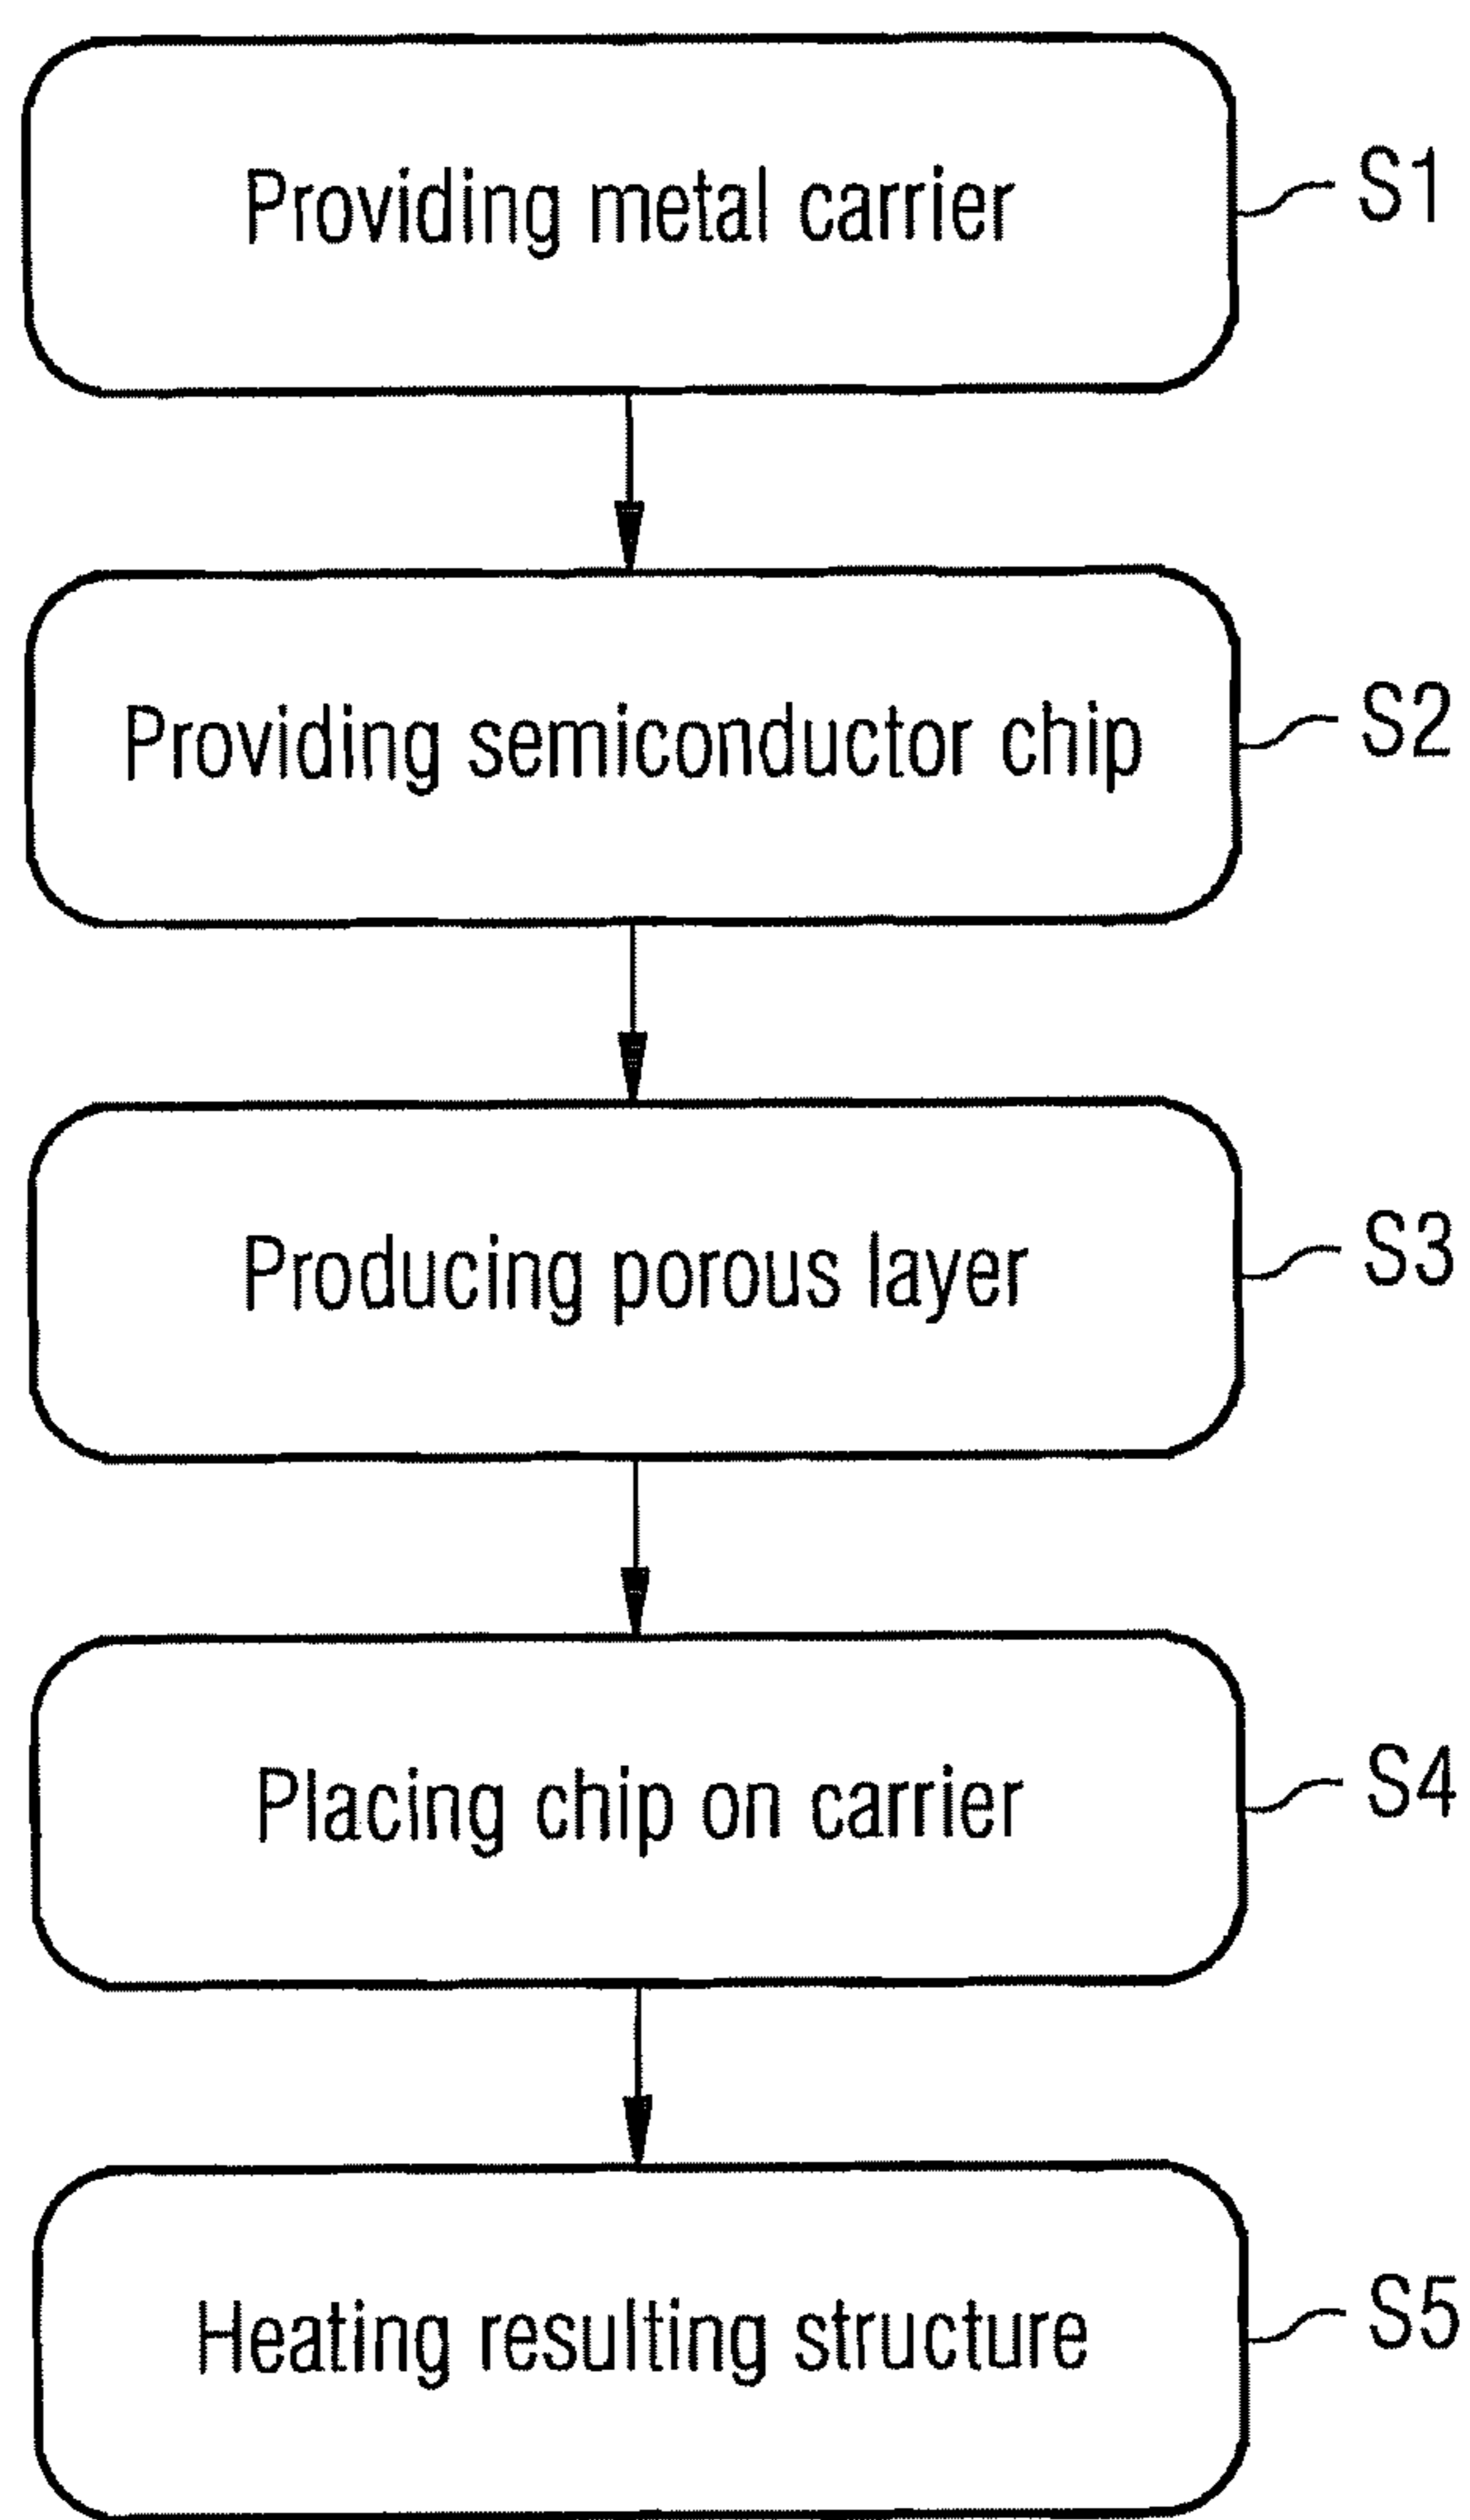 Providing metal carrier
S1
Providing semiconductor chip
S2
Producing porous layer
S3
Placing chip on carrier
S4
Heating resulting structure
S5